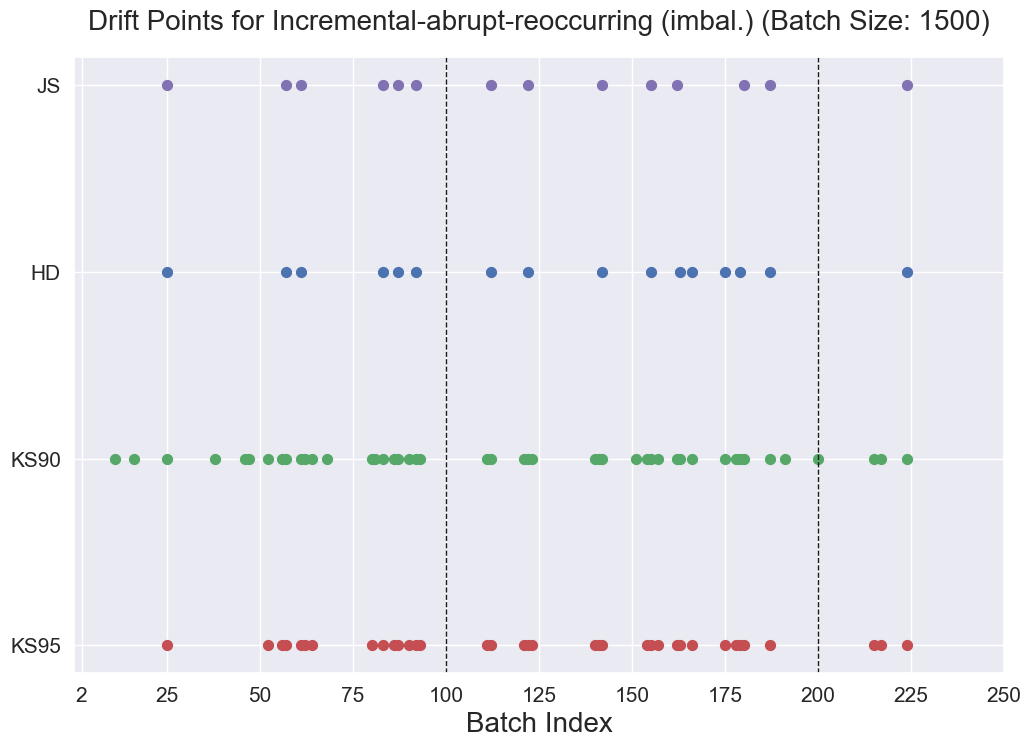 Drift Points for Incremental-abrupt-reoccurring (imbal.) (Batch Size: 1500)
JS
HD
KS90
KS95
2 25 50 75 100 125 150 175 200 225 250
Batch Index